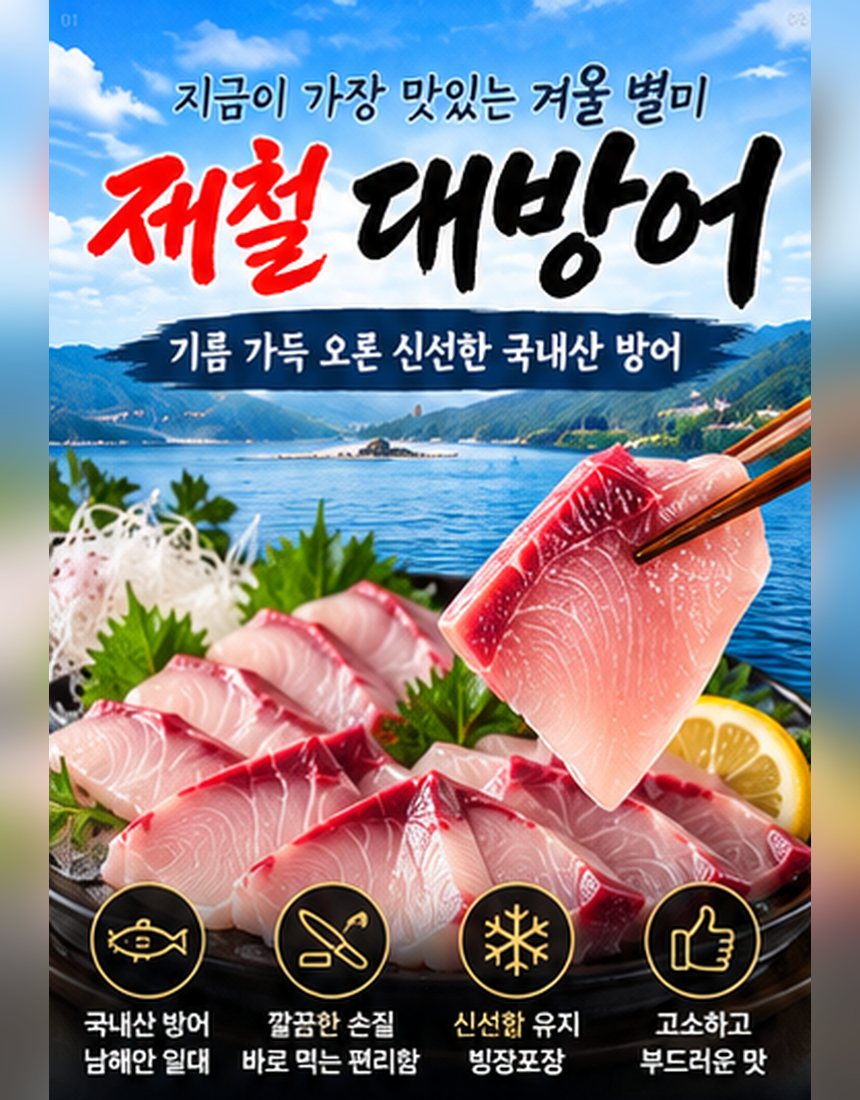 01
지금이 가장 맛있는 겨울 별미
제철 대방어
기름 가득 오른 신선한 국내산 방어
국내산 방어
남해안 일대
깔끔한 손질
바로 먹는 편리함
신선함 유지
빙장포장
고소하고
부드러운 맛